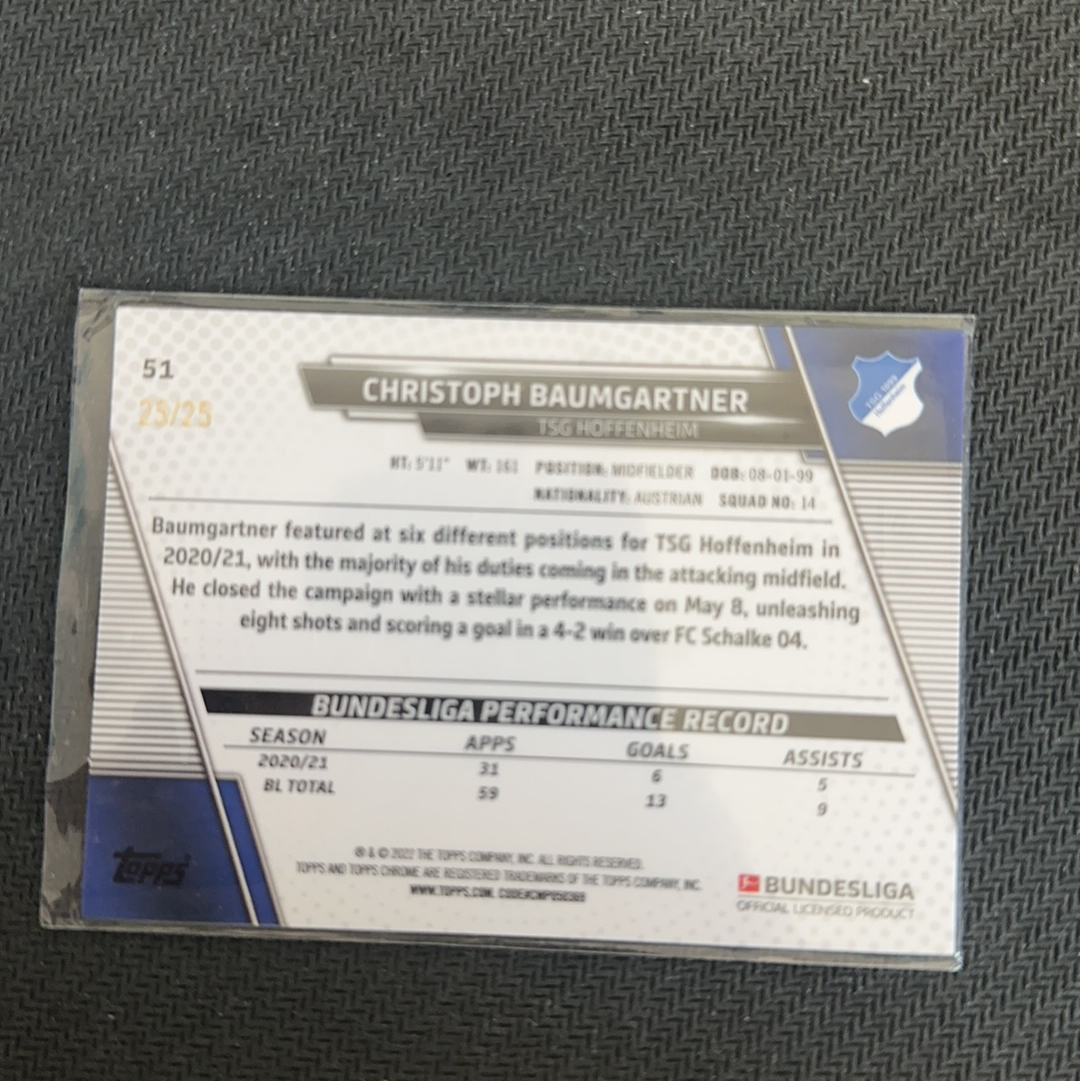 51
25/25
CHRISTOPH BAUMGARTNER
TSG HOFFENHEIM
TSG 1899
HT: 5'11" WT: 161 POSITION: MIDFIELDER DOB: 08-01-99
NATIONALITY: AUSTRIAN SQUAD NO: 14
Baumgartner featured at six different positions for TSG Hoffenheim in
2020/21, with the majority of his duties coming in the attacking midfield.
He closed the campaign with a stellar performance on May 8, unleashing
eight shots and scoring a goal in a 4-2 win over FC Schalke 04.
BUNDESLIGA PERFORMANCE RECORD
SEASON APPS GOALS ASSISTS
2020/21 31 6 5
BL TOTAL 59 13 9
® & © 2022 THE TOPPS COMPANY, INC. ALL RIGHTS RESERVED.
TOPPS AND TOPPS CHROME ARE REGISTERED TRADEMARKS OF THE TOPPS COMPANY, INC.
WWW.TOPPS.COM.
topps
BUNDESLIGA
OFFICIAL LICENSED PRODUCT